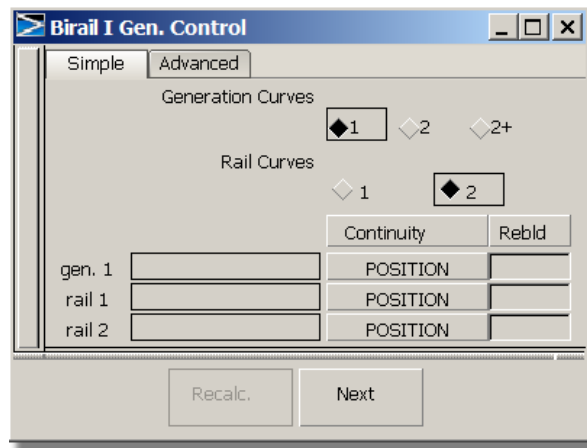 Birail I Gen. Control
Simple Advanced
Generation Curves
1 2 2+
Rail Curves
1 2
Continuity Rebld
gen. 1 POSITION
rail 1 POSITION
rail 2 POSITION
Recalc. Next